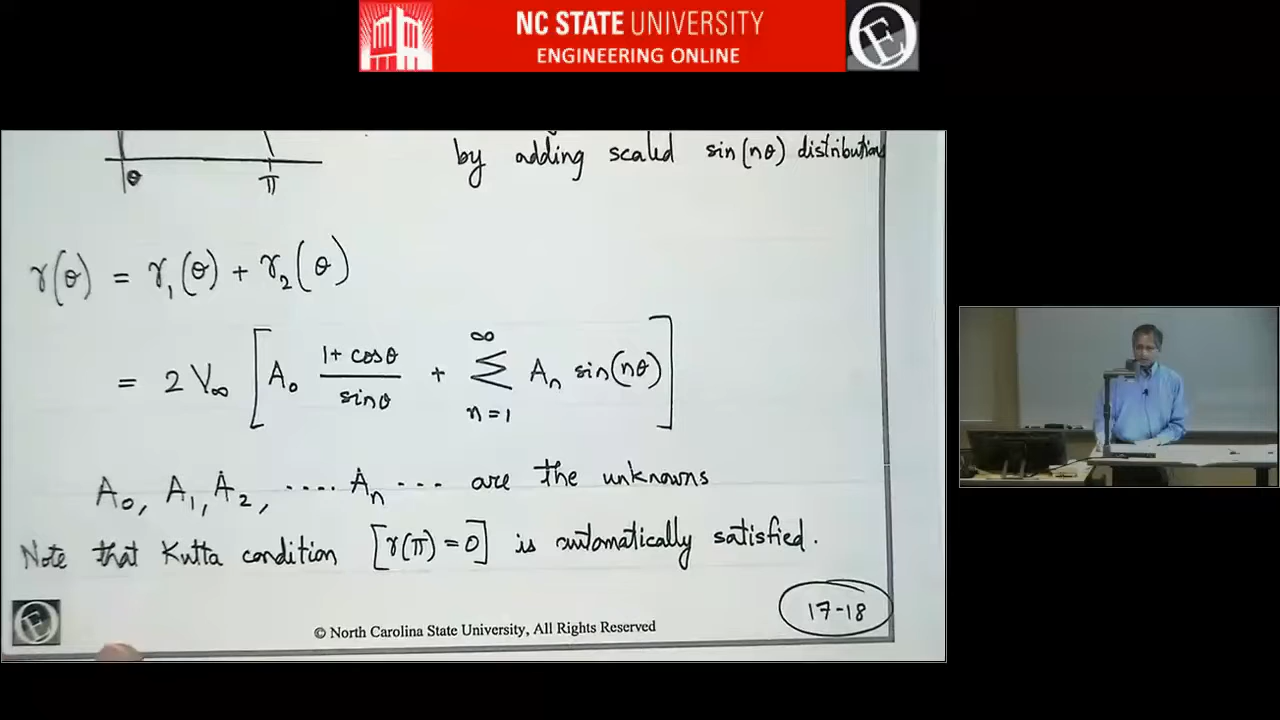 NC STATE UNIVERSITY
ENGINEERING ONLINE
by adding scaled sin(nθ) distributions
θ π
γ(θ) = γ₁(θ) + γ₂(θ)
= 2 V∞ [A₀ (1 + cosθ)/(sinθ) + Σ_{n=1}^{∞} Aₙ sin(nθ)]
A₀, A₁, A₂, .... Aₙ ... are the unknowns
Note that Kutta condition [γ(π) = 0] is automatically satisfied.
17-18
© North Carolina State University, All Rights Reserved